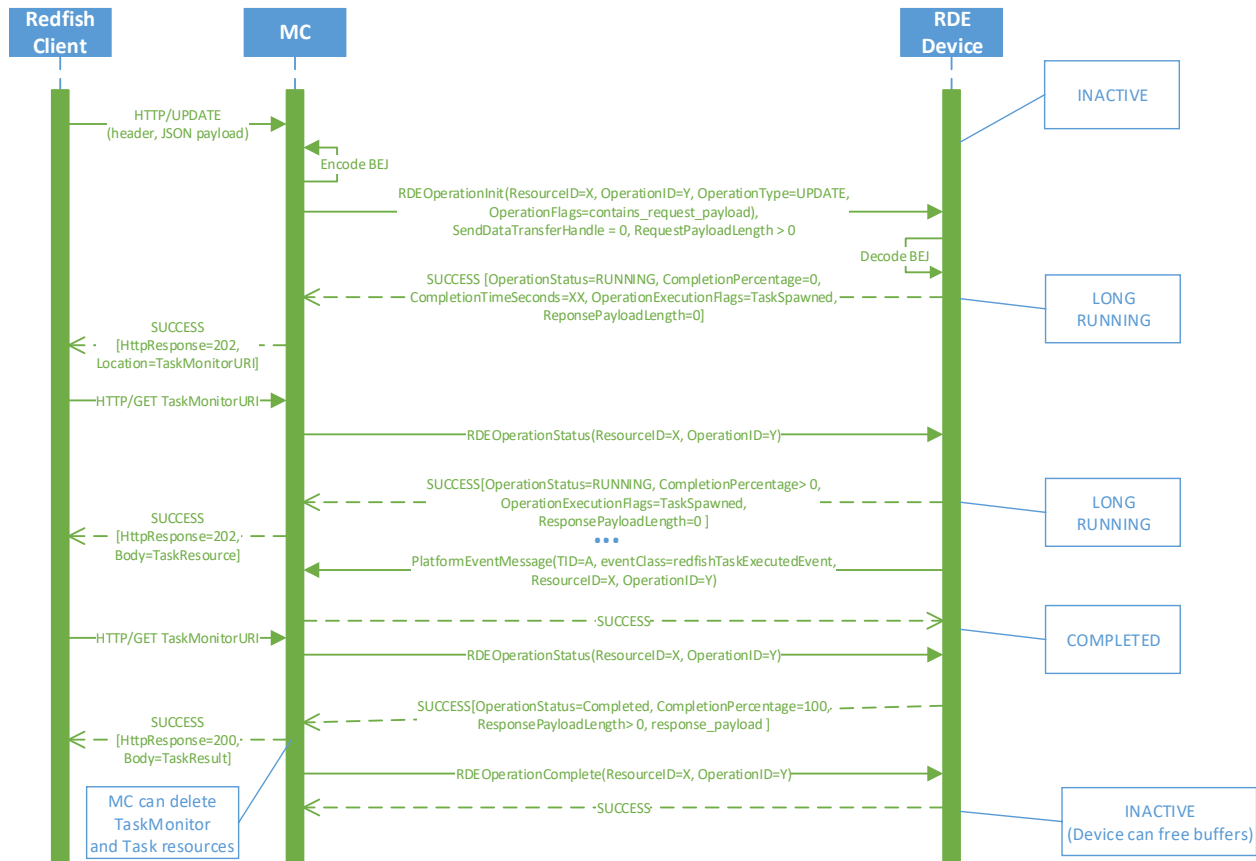 Redfish
Client
MC
RDE
Device
INACTIVE
HTTP/UPDATE
(header, JSON payload)
Encode BEJ
RDEOperationInit(ResourceID=X, OperationID=Y, OperationType=UPDATE,
OperationFlags=contains_request_payload),
SendDataTransferHandle = 0, RequestPayloadLength > 0
Decode BEJ
SUCCESS [OperationStatus=RUNNING, CompletionPercentage=0,
CompletionTimeSeconds=XX, OperationExecutionFlags=TaskSpawned,
ReponsePayloadLength=0]
LONG
RUNNING
SUCCESS
[HttpResponse=202,
Location=TaskMonitorURI]
HTTP/GET TaskMonitorURI
RDEOperationStatus(ResourceID=X, OperationID=Y)
SUCCESS[OperationStatus=RUNNING, CompletionPercentage> 0,
OperationExecutionFlags=TaskSpawned,
ResponsePayloadLength=0 ]
LONG
RUNNING
SUCCESS
[HttpResponse=202,
Body=TaskResource]
...
PlatformEventMessage(TID=A, eventClass=redfishTaskExecutedEvent,
ResourceID=X, OperationID=Y)
SUCCESS
COMPLETED
HTTP/GET TaskMonitorURI
RDEOperationStatus(ResourceID=X, OperationID=Y)
SUCCESS[OperationStatus=Completed, CompletionPercentage=100,
ResponsePayloadLength> 0, response_payload ]
SUCCESS
[HttpResponse=200,
Body=TaskResult]
RDEOperationComplete(ResourceID=X, OperationID=Y)
SUCCESS
MC can delete
TaskMonitor
and Task resources
INACTIVE
(Device can free buffers)